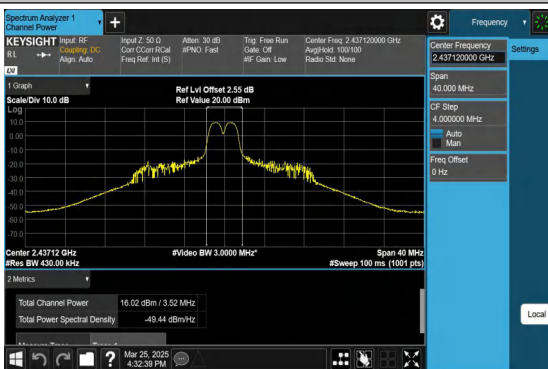 Spectrum Analyzer 1
Channel Power
Frequency
KEYSIGHT
RL
Input: RF
Coupling: DC
Align: Auto
Input Z: 50 Ω
Corr CCorr RCal
Freq Ref: Int (S)
Atten: 30 dB
#PNO: Fast
Trig: Free Run
Gate: Off
#IF Gain: Low
Center Freq: 2.437120000 GHz
Avg|Hold: 100/100
Radio Std: None
Center Frequency
2.437120000 GHz
Settings
Span
40.000 MHz
CF Step
4.000000 MHz
Auto
Man
Freq Offset
0 Hz
Local
1 Graph
Scale/Div 10.0 dB
Ref Lvl Offset 2.55 dB
Ref Value 20.00 dBm
Log
10.0
0.00
-10.0
-20.0
-30.0
-40.0
-50.0
-60.0
-70.0
Center 2.43712 GHz
#Res BW 430.00 kHz
#Video BW 3.0000 MHz*
Span 40 MHz
#Sweep 100 ms (1001 pts)
2 Metrics
Total Channel Power 16.02 dBm / 3.52 MHz
Total Power Spectral Density -49.44 dBm/Hz
Measure Trace Trace 1
?
Mar 25, 2025
4:32:39 PM